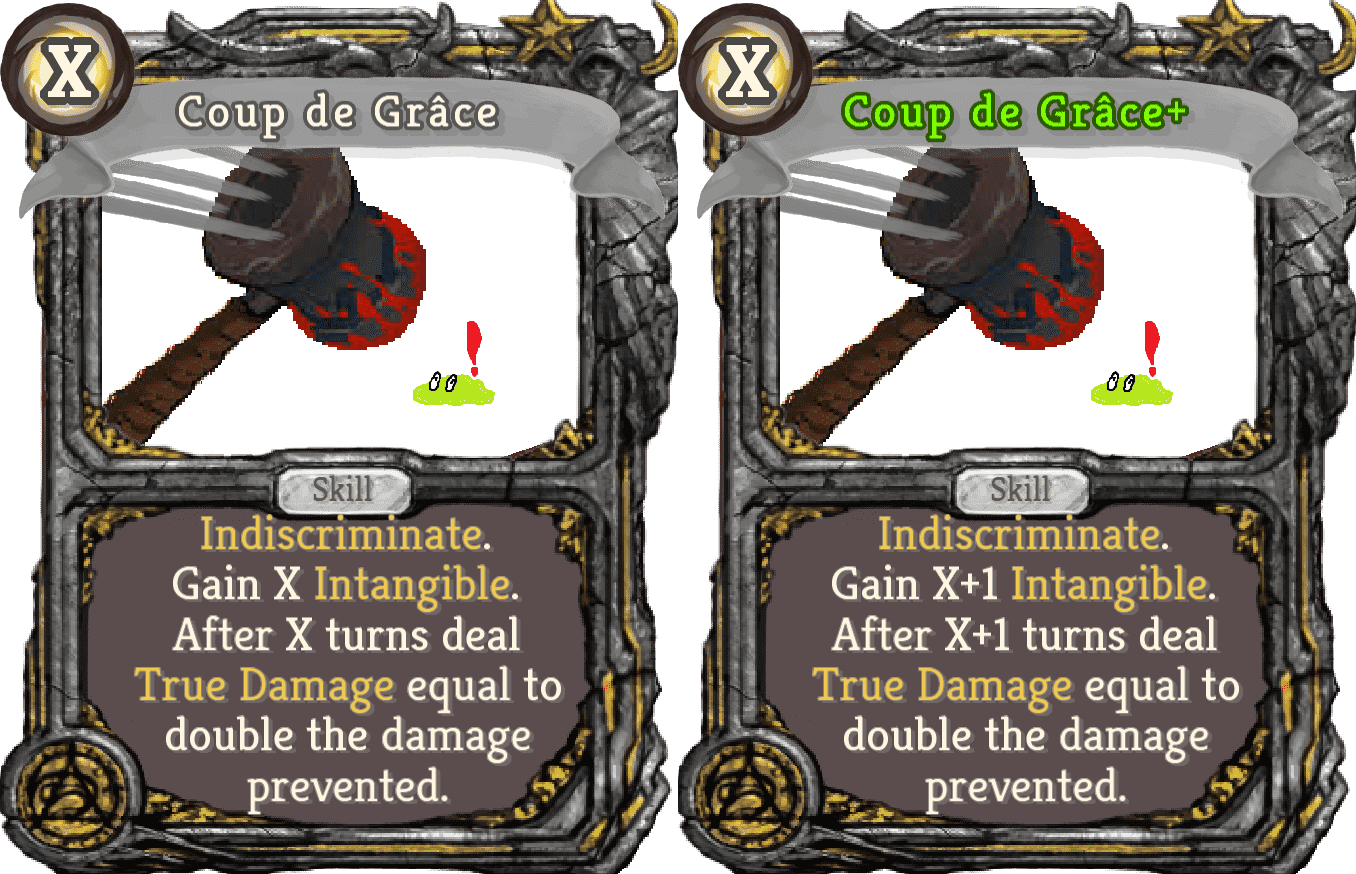 X
Coup de Grâce
Skill
Indiscriminate.
Gain X Intangible.
After X turns deal
True Damage equal to
double the damage
prevented.
X
Coup de Grâce+
Skill
Indiscriminate.
Gain X+1 Intangible.
After X+1 turns deal
True Damage equal to
double the damage
prevented.